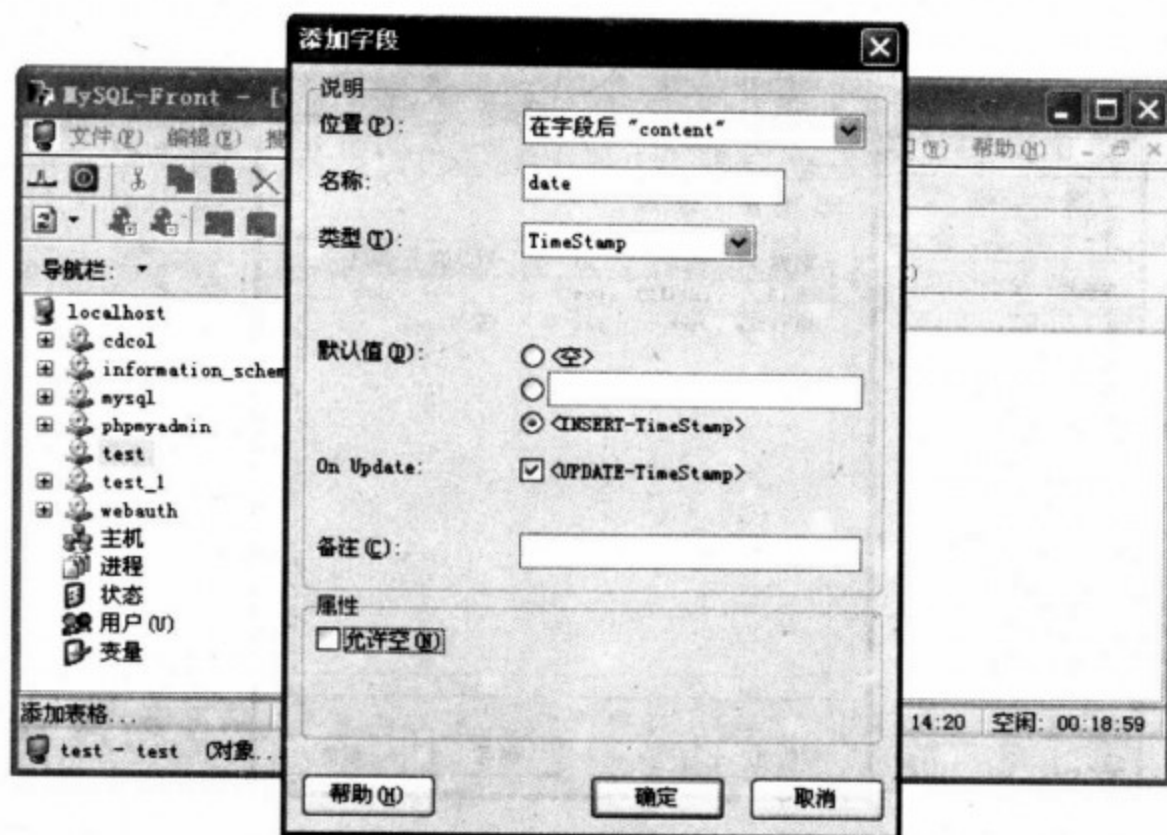 添加字段
说明
位置(P): 在字段后 "content"
名称: date
类型(T): TimeStamp
默认值(D): <空>
<INSERT-TimeStamp>
On Update: <UPDATE-TimeStamp>
备注(C):
属性
允许空(N)
帮助(H) 确定 取消
MySQL-Front - [
文件(F) 编辑(E) 搜
(W) 帮助(H)
导航栏:
localhost
cdcol
information_schem
mysql
phpmyadmin
test
test_1
webauth
主机
进程
状态
用户(U)
变量
添加表格...
14:20 空闲: 00:18:59
test - test (对象...